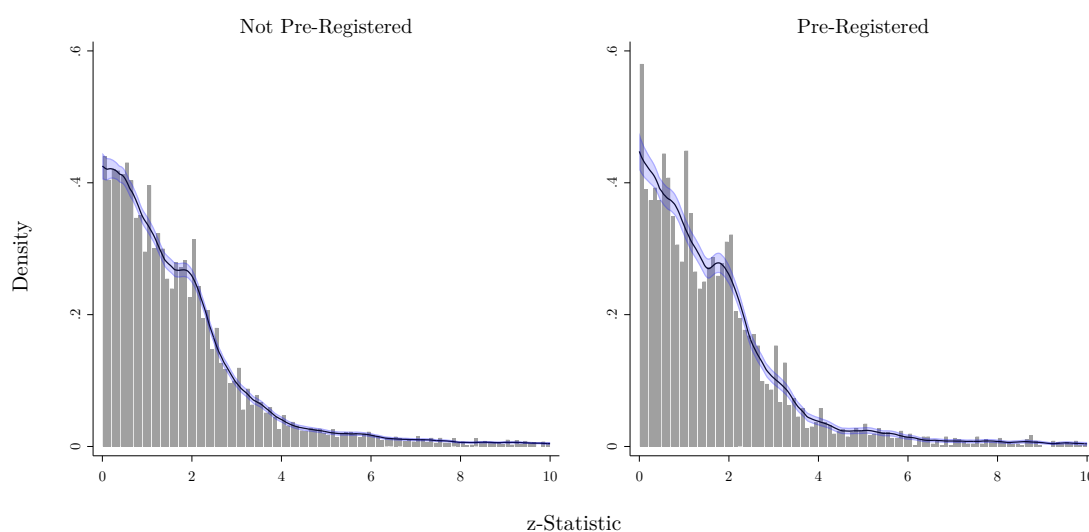 Not Pre-Registered
Pre-Registered
Density
.6
.4
.2
0
0 2 4 6 8 10
.6
.4
.2
0
0 2 4 6 8 10
z-Statistic